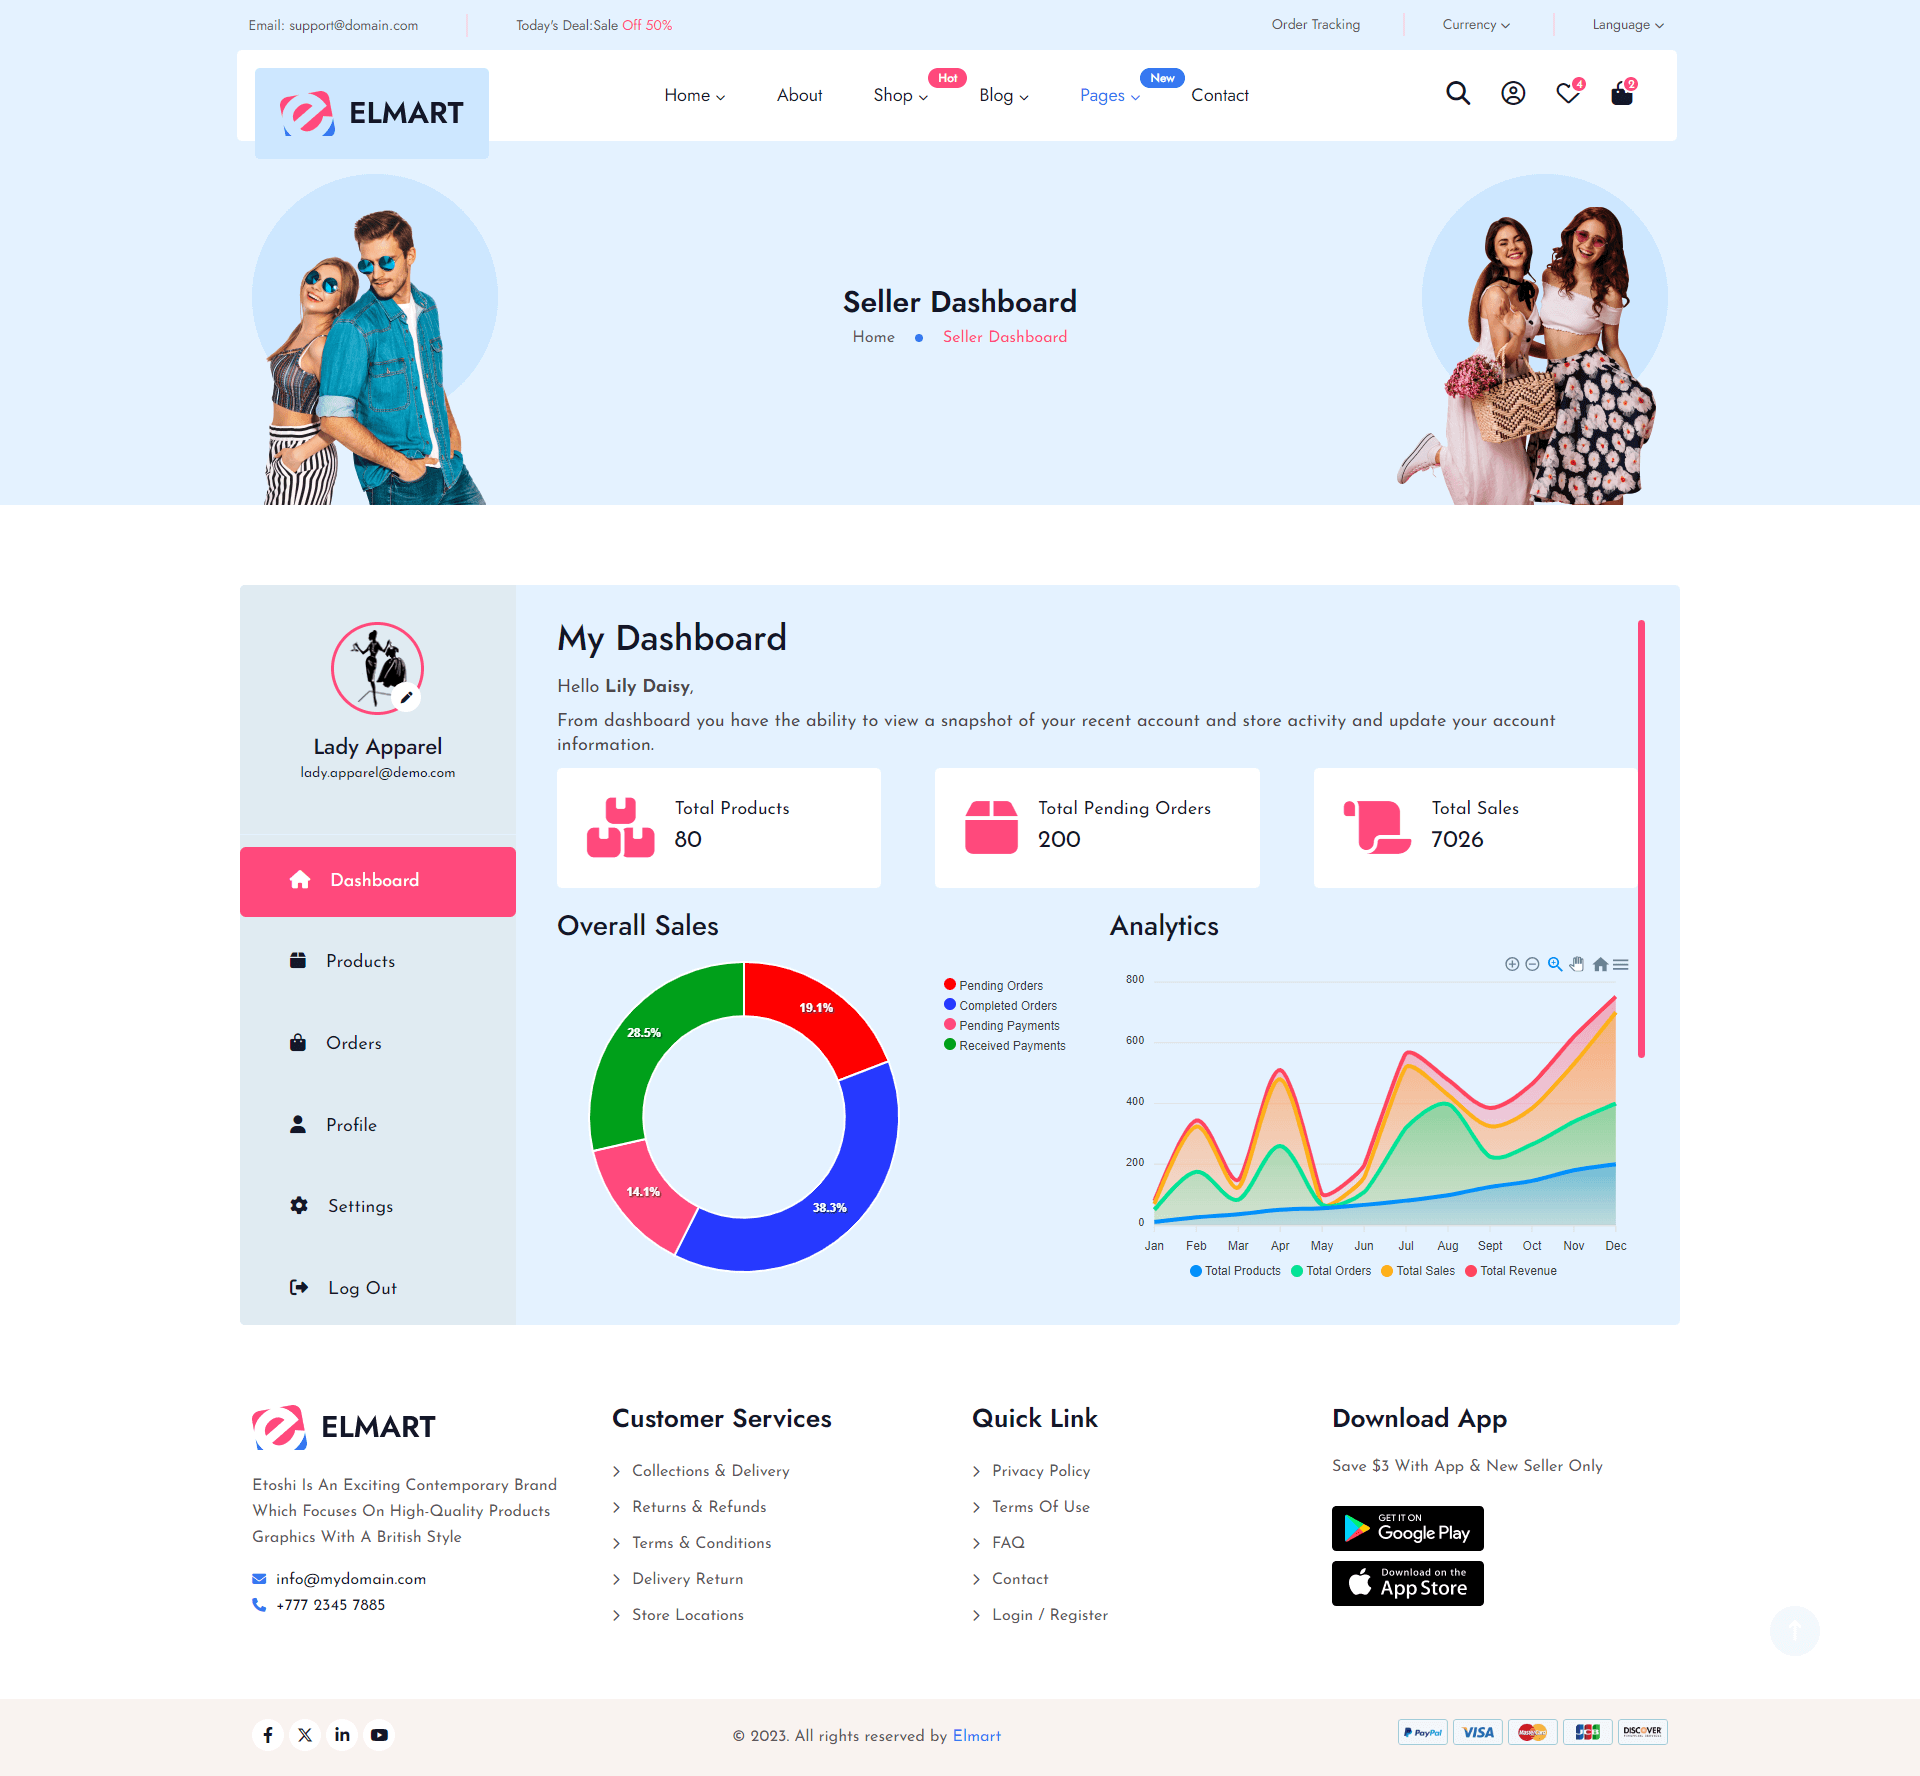 Email: support@domain.com
Today's Deal:Sale Off 50%
Order Tracking
Currency
Language
ELMART
Home
About
Shop
Hot
Blog
Pages
New
Contact
4
2
Seller Dashboard
Home
Seller Dashboard
Lady Apparel
lady.apparel@demo.com
Dashboard
Products
Orders
Profile
Settings
Log Out
My Dashboard
Hello Lily Daisy,
From dashboard you have the ability to view a snapshot of your recent account and store activity and update your account
information.
Total Products
80
Total Pending Orders
200
Total Sales
7026
Overall Sales
19.1%
28.5%
14.1%
38.3%
Pending Orders
Completed Orders
Pending Payments
Received Payments
Analytics
800
600
400
200
0
Jan Feb Mar Apr May Jun Jul Aug Sept Oct Nov Dec
Total Products Total Orders Total Sales Total Revenue
ELMART
Etoshi Is An Exciting Contemporary Brand
Which Focuses On High-Quality Products
Graphics With A British Style
info@mydomain.com
+777 2345 7885
Customer Services
Collections & Delivery
Returns & Refunds
Terms & Conditions
Delivery Return
Store Locations
Quick Link
Privacy Policy
Terms Of Use
FAQ
Contact
Login / Register
Download App
Save $3 With App & New Seller Only
GET IT ON
Google Play
Download on the
App Store
© 2023. All rights reserved by Elmart
PayPal
VISA
MasterCard
JCB
DISCOVER